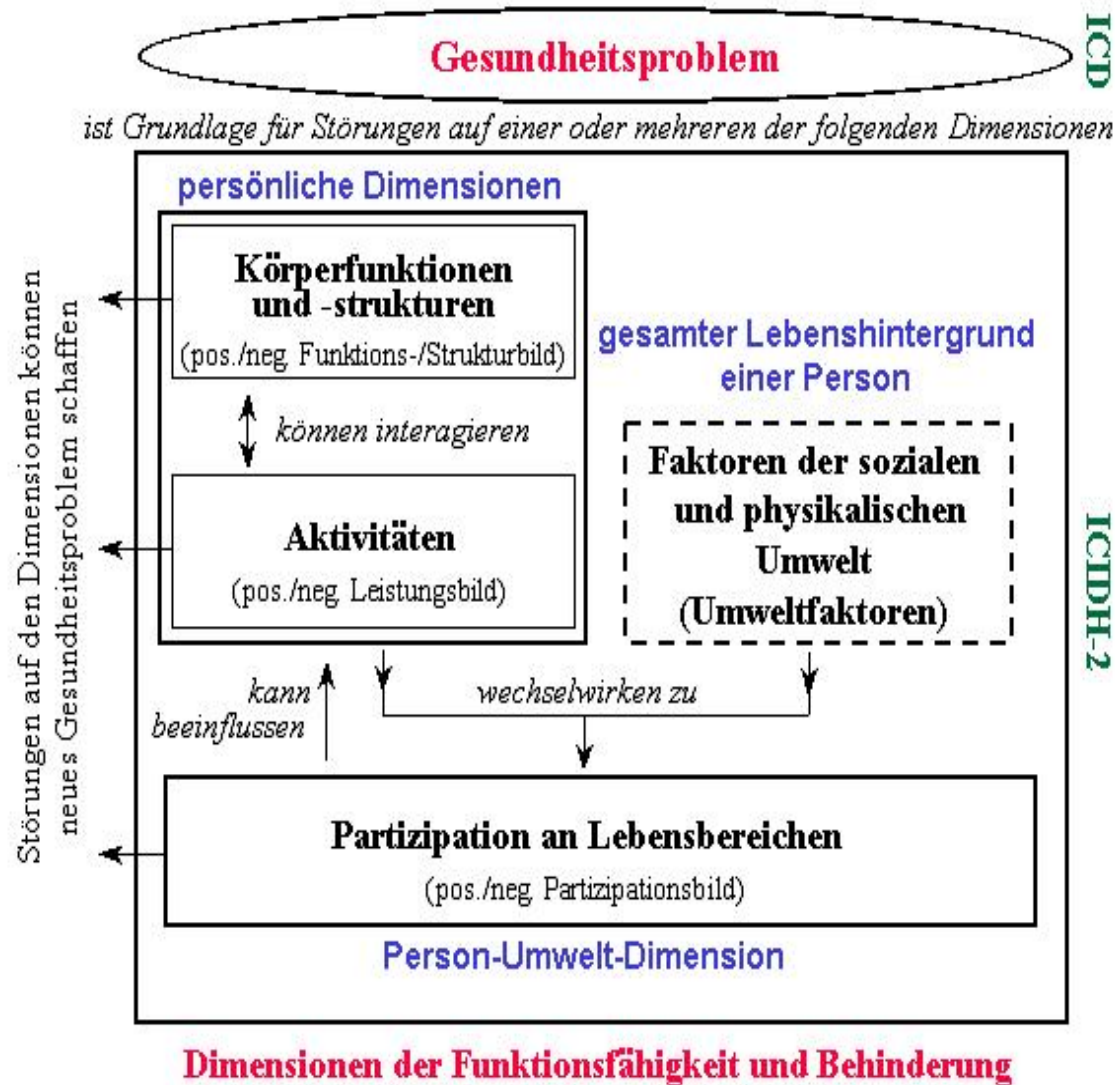 Gesundheitsproblem
ICD
ist Grundlage für Störungen auf einer oder mehreren der folgenden Dimensionen
persönliche Dimensionen
Körperfunktionen
und -strukturen
(pos./neg. Funktions-/Strukturbild)
können interagieren
Aktivitäten
(pos./neg. Leistungsbild)
gesamter Lebenshintergrund
einer Person
Faktoren der sozialen
und physikalischen
Umwelt
(Umweltfaktoren)
kann
beeinflussen
wechselwirken zu
Partizipation an Lebensbereichen
(pos./neg. Partizipationsbild)
Person-Umwelt-Dimension
Störungen auf den Dimensionen können
neues Gesundheitsproblem schaffen
ICIDH-2
Dimensionen der Funktionsfähigkeit und Behinderung